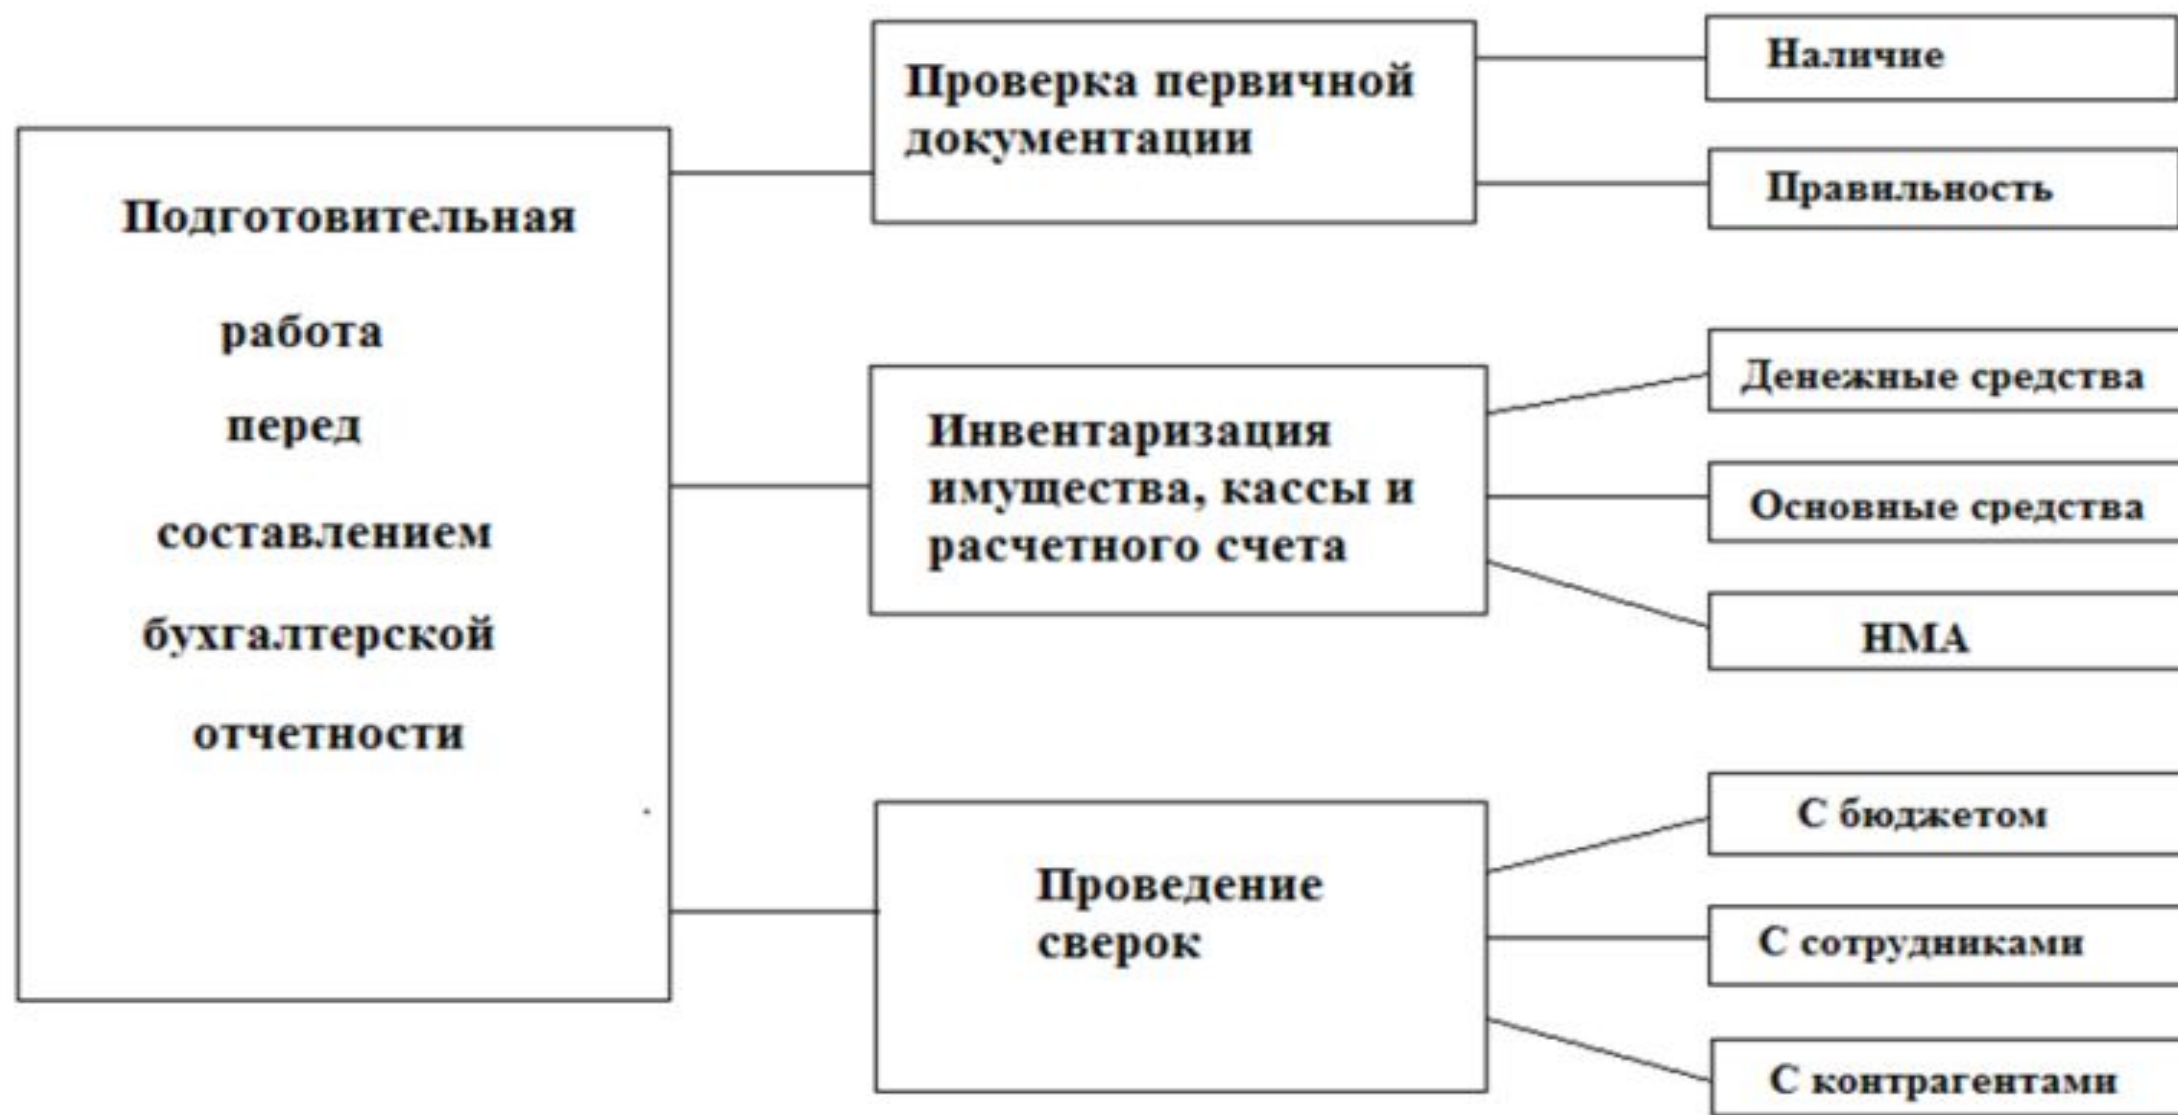 Подготовительная
работа
перед
составлением
бухгалтерской
отчетности
Проверка первичной
документации
Наличие
Правильность
Инвентаризация
имущества, кассы и
расчетного счета
Денежные средства
Основные средства
НМА
Проведение
сверок
С бюджетом
С сотрудниками
С контрагентами